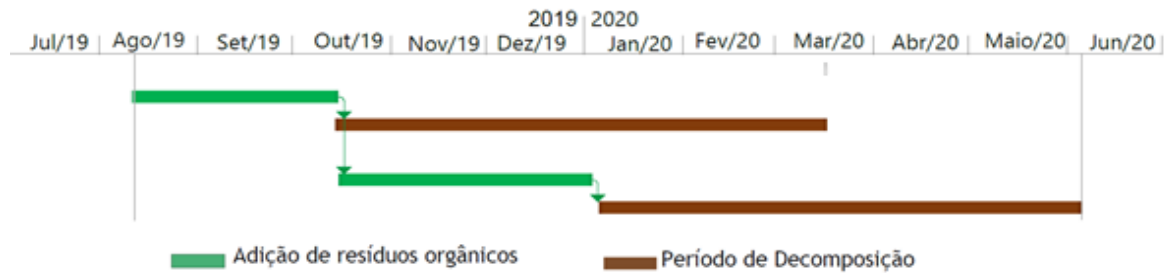 2019 2020
Jul/19 Ago/19 Set/19 Out/19 Nov/19 Dez/19 Jan/20 Fev/20 Mar/20 Abr/20 Maio/20 Jun/20
Adição de resíduos orgânicos Período de Decomposição